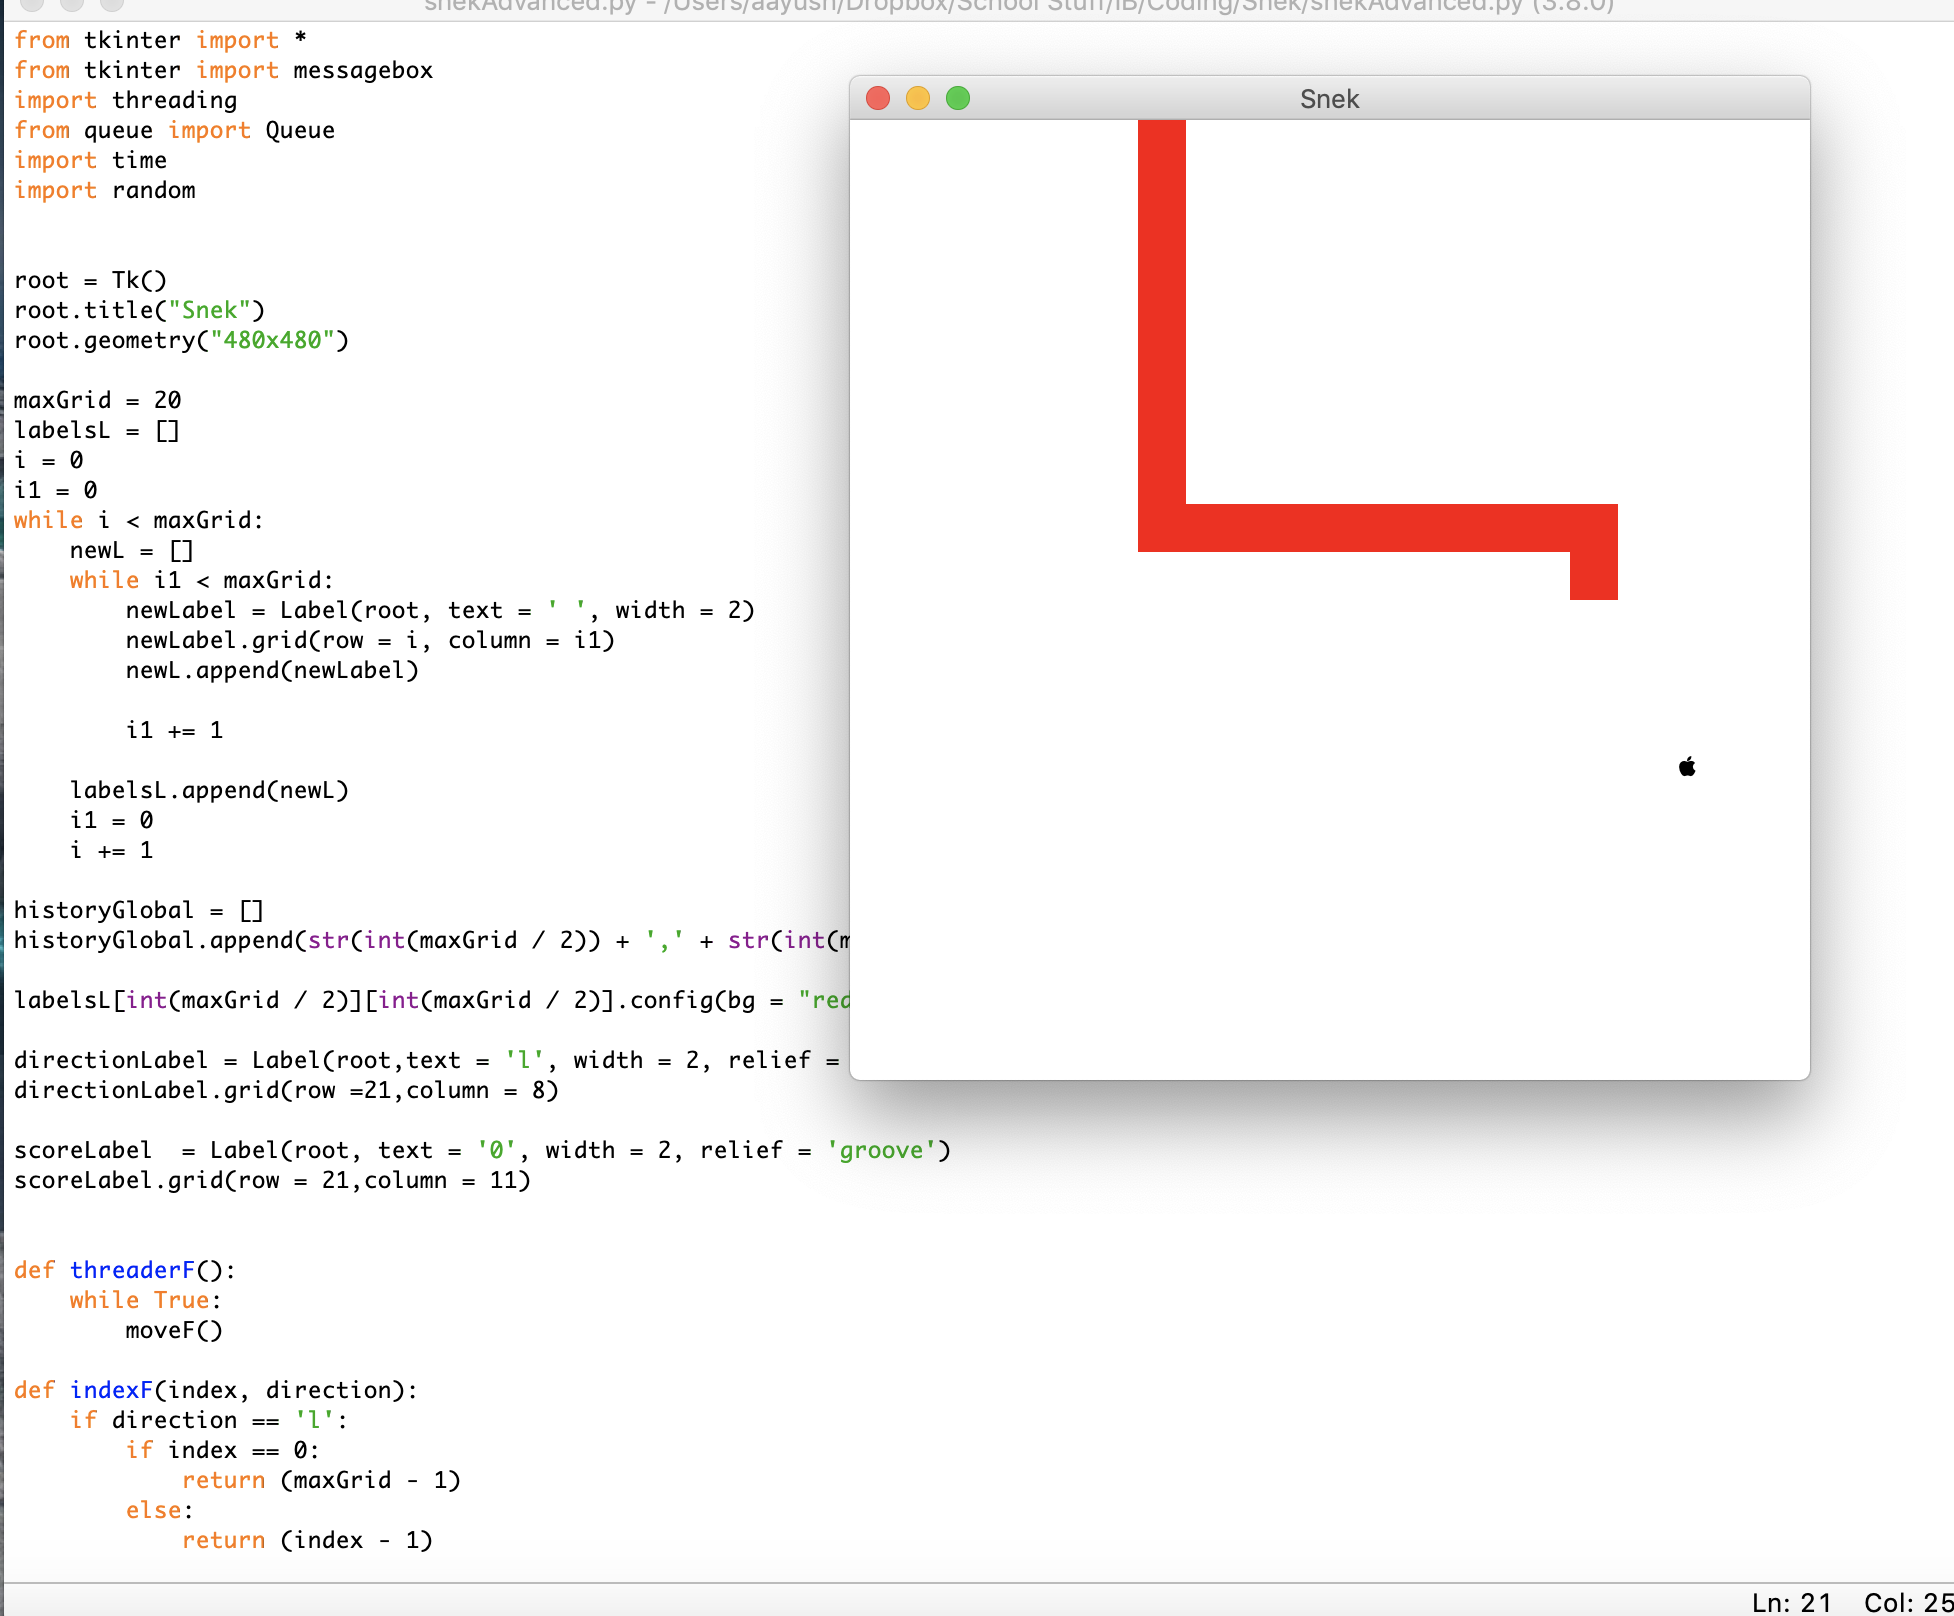 snekAdvanced.py - /Users/aayush/Dropbox/School Stuff/IB/Coding/Snek/snekAdvanced.py (3.8.0)
from tkinter import *
from tkinter import messagebox
import threading
from queue import Queue
import time
import random
root = Tk()
root.title("Snek")
root.geometry("480x480")
maxGrid = 20
labelsL = []
i = 0
i1 = 0
while i < maxGrid:
    newL = []
    while i1 < maxGrid:
        newLabel = Label(root, text = ' ', width = 2)
        newLabel.grid(row = i, column = i1)
        newL.append(newLabel)
        i1 += 1
    labelsL.append(newL)
    i1 = 0
    i += 1
historyGlobal = []
historyGlobal.append(str(int(maxGrid / 2)) + ',' + str(int(m
labelsL[int(maxGrid / 2)][int(maxGrid / 2)].config(bg = "red
directionLabel = Label(root,text = 'l', width = 2, relief =
directionLabel.grid(row =21,column = 8)
scoreLabel  = Label(root, text = '0', width = 2, relief = 'groove')
scoreLabel.grid(row = 21,column = 11)
def threaderF():
    while True:
        moveF()
def indexF(index, direction):
    if direction == 'l':
        if index == 0:
            return (maxGrid - 1)
        else:
            return (index - 1)
Snek
Ln: 21 Col: 25